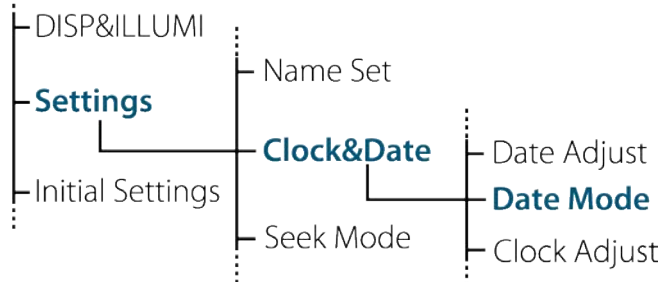 DISP&ILLUMI
Settings
Initial Settings
Name Set
Clock&Date
Seek Mode
Date Adjust
Date Mode
Clock Adjust